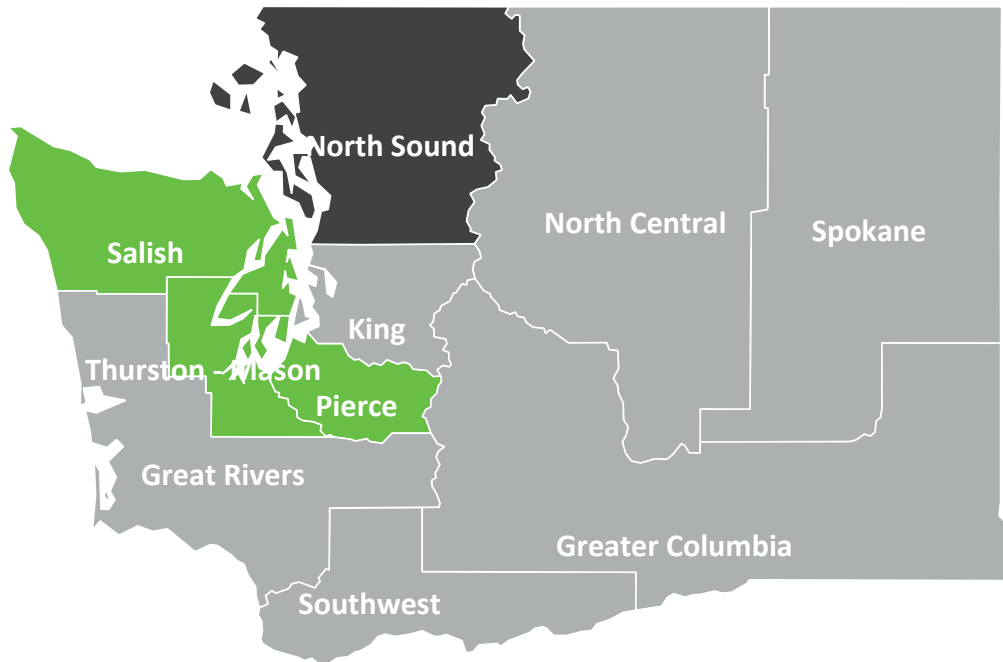 North Sound
North Central
Spokane
Salish
King
Thurston - Mason
Pierce
Great Rivers
Greater Columbia
Southwest